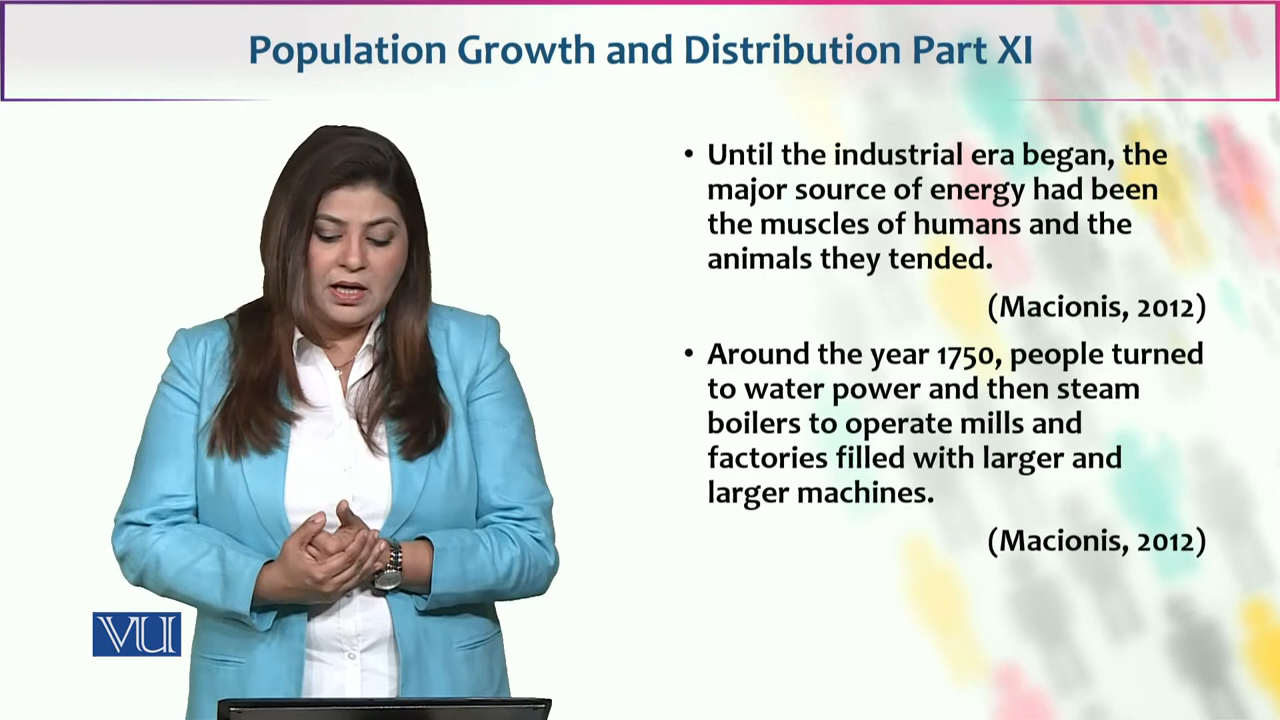 Population Growth and Distribution Part XI
• Until the industrial era began, the
major source of energy had been
the muscles of humans and the
animals they tended.
(Macionis, 2012)
• Around the year 1750, people turned
to water power and then steam
boilers to operate mills and
factories filled with larger and
larger machines.
(Macionis, 2012)
VU